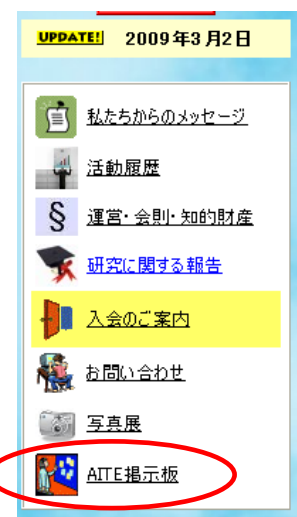 UPDATE! 2009年3月2日
私たちからのメッセージ
活動履歴
§ 運営・会則・知的財産
研究に関する報告
入会のご案内
お問い合わせ
写真展
AITE掲示板